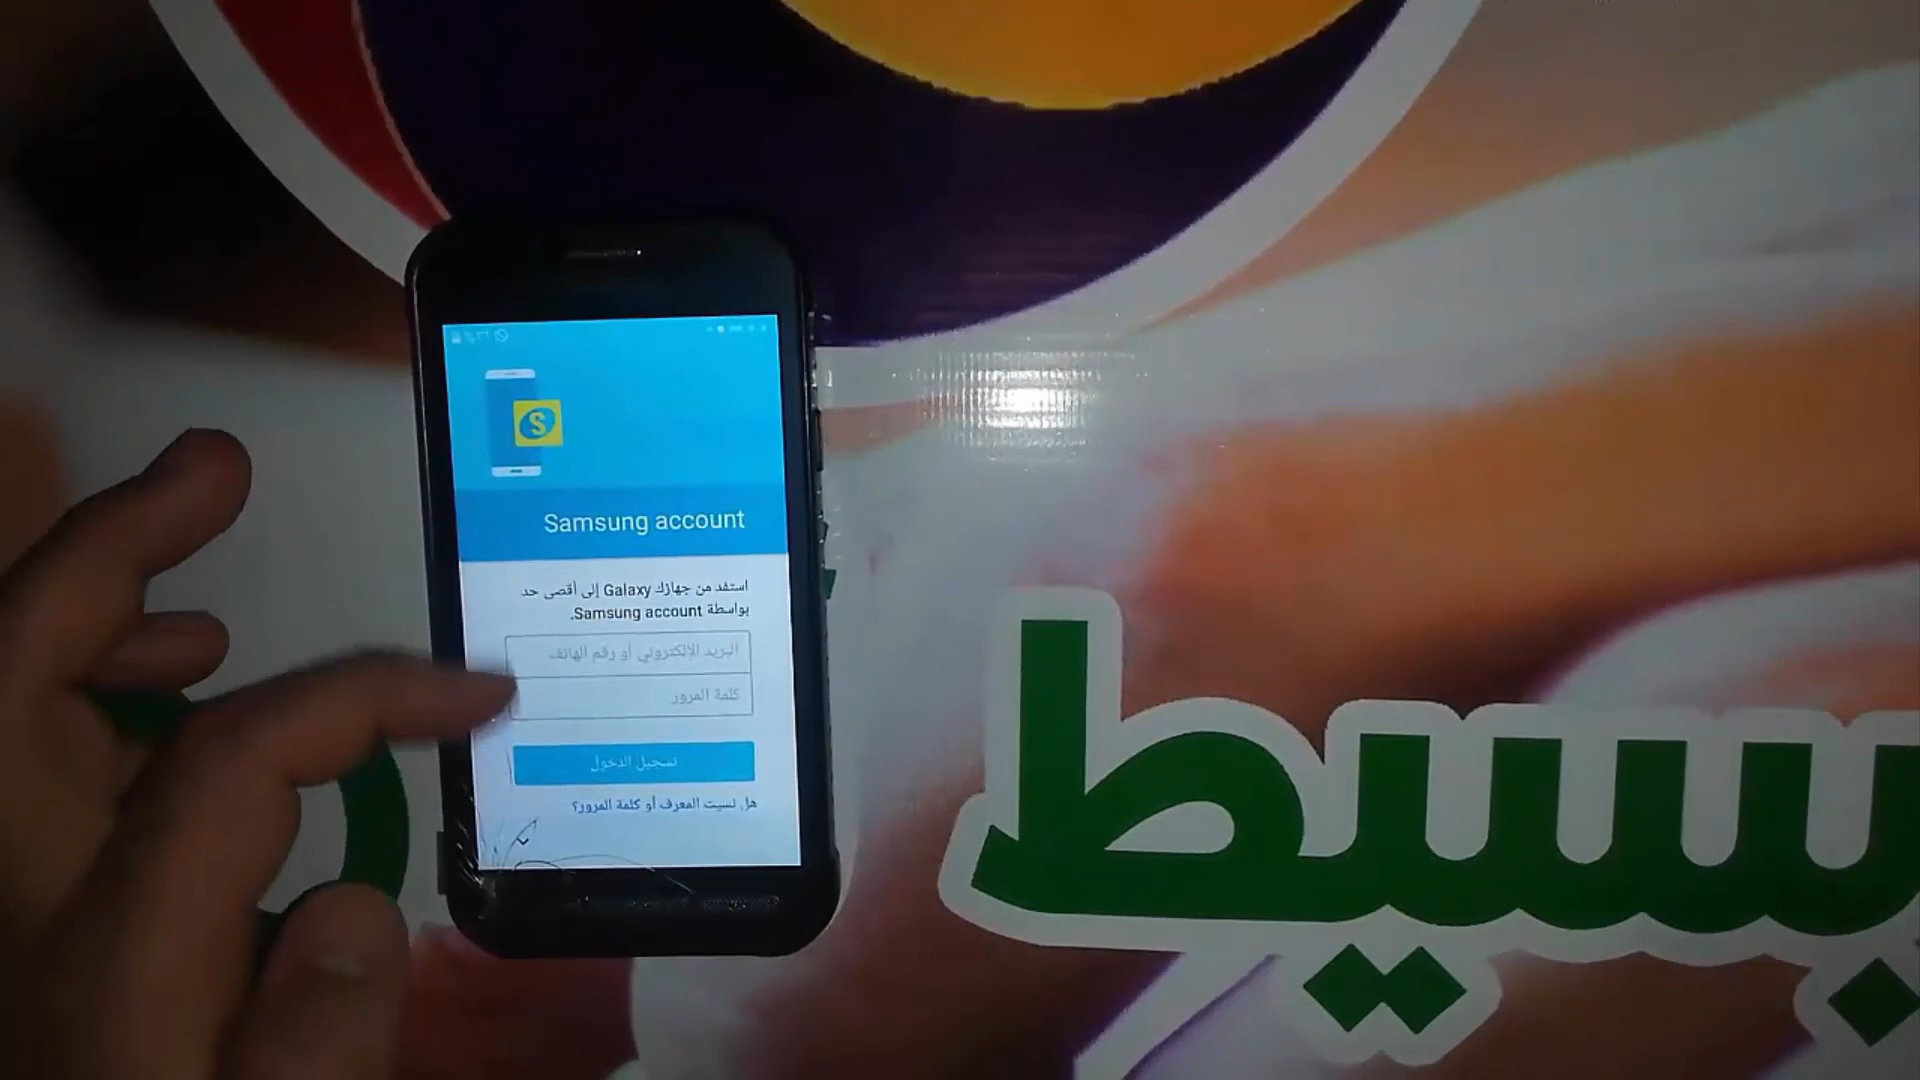 Samsung account
استفد من جهازك Galaxy إلى أقصى حد
بواسطة Samsung account.
البريد الإلكتروني أو رقم الهاتف
كلمة المرور
تسجيل الدخول
هل نسيت المعرف أو كلمة المرور؟
بسيط